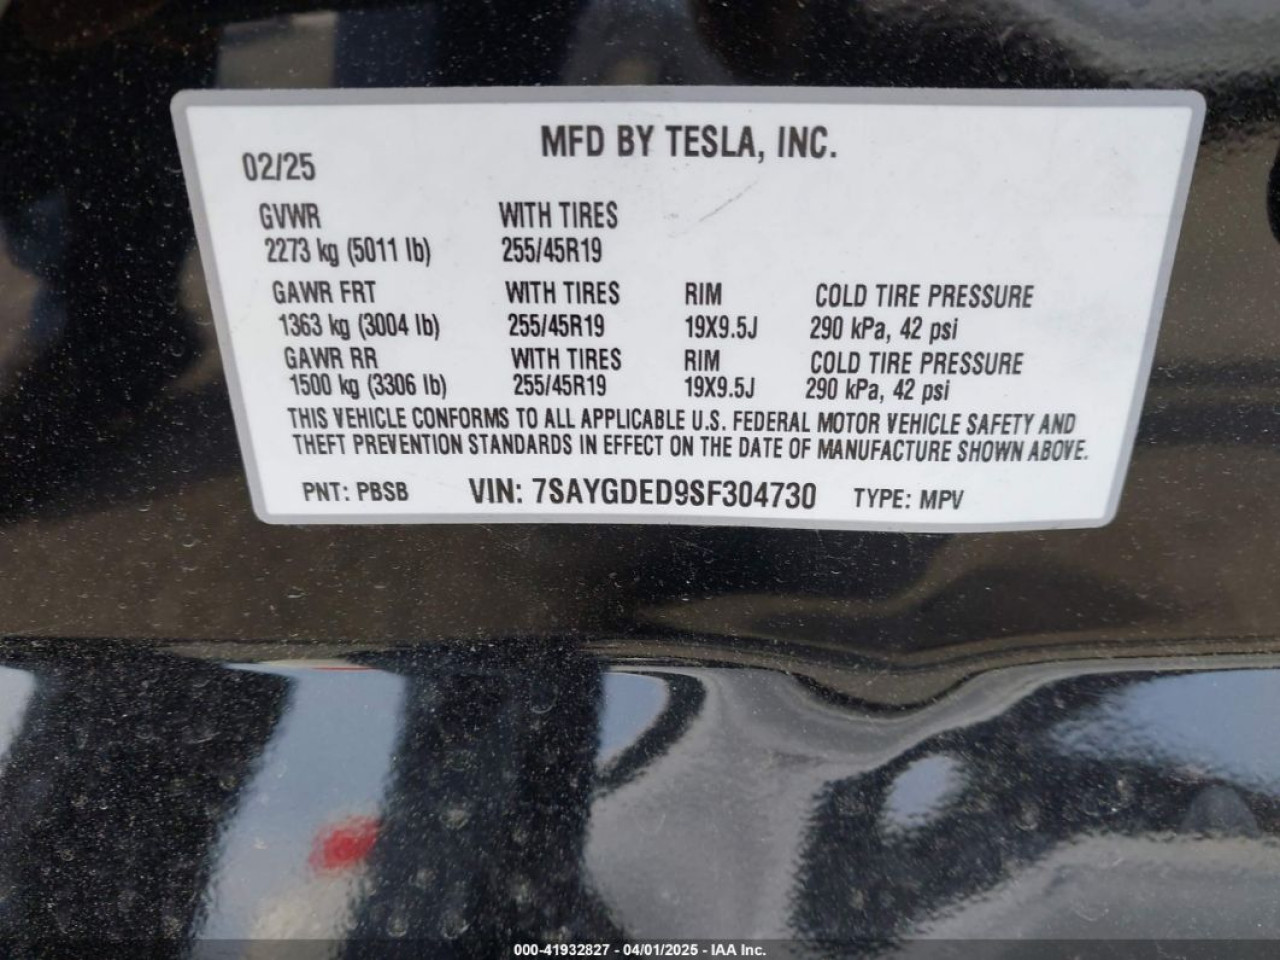 MFD BY TESLA, INC.
02/25
GVWR WITH TIRES
2273 kg (5011 lb) 255/45R19
GAWR FRT WITH TIRES RIM COLD TIRE PRESSURE
1363 kg (3004 lb) 255/45R19 19X9.5J 290 kPa, 42 psi
GAWR RR WITH TIRES RIM COLD TIRE PRESSURE
1500 kg (3306 lb) 255/45R19 19X9.5J 290 kPa, 42 psi
THIS VEHICLE CONFORMS TO ALL APPLICABLE U.S. FEDERAL MOTOR VEHICLE SAFETY AND
THEFT PREVENTION STANDARDS IN EFFECT ON THE DATE OF MANUFACTURE SHOWN ABOVE.
PNT: PBSB VIN: 7SAYGDED9SF304730 TYPE: MPV
000-41932827 - 04/01/2025 - IAA Inc.